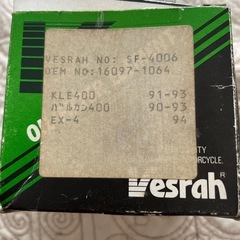 VESRAH NO: SF-4006
OEM NO:16097-1064
KLE400 91-93
バルカン400 90-93
EX-4 94
Vesrah®